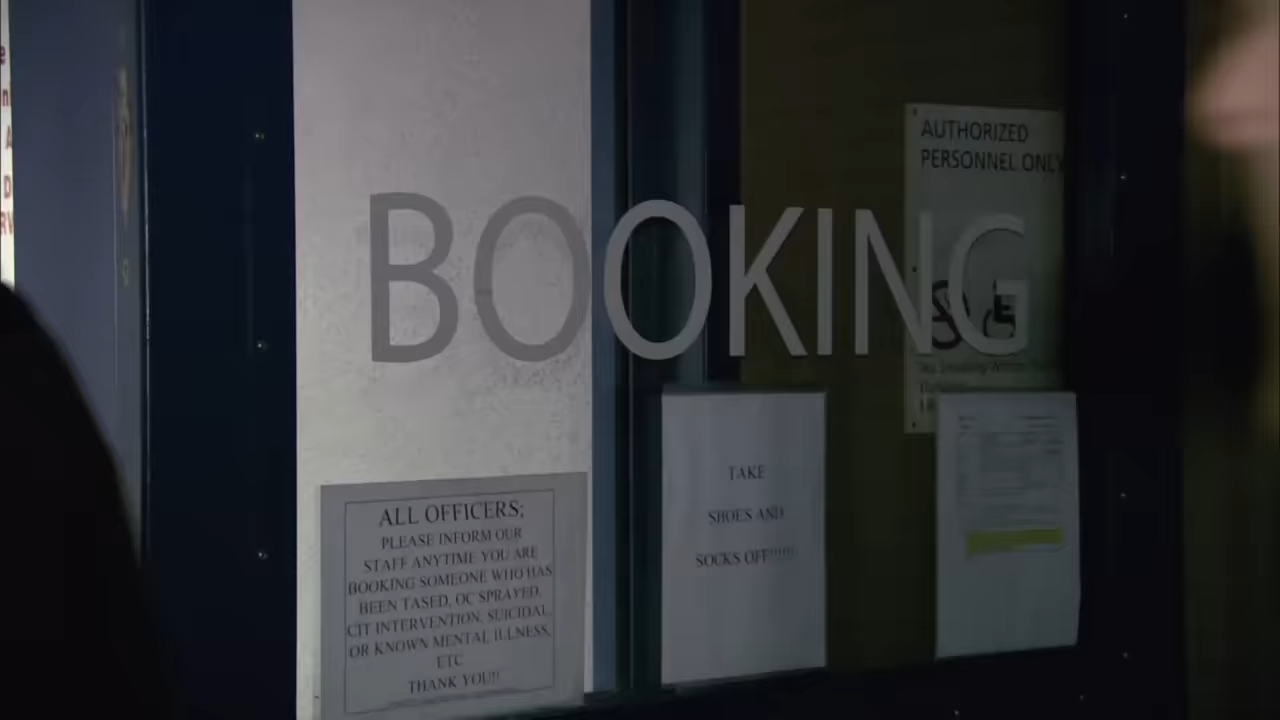 AUTHORIZED
PERSONNEL ONLY
BOOKING
ALL OFFICERS:
PLEASE INFORM OUR
STAFF ANYTIME YOU ARE
BOOKING SOMEONE WHO HAS
BEEN TASED, OC SPRAYED,
CIT INTERVENTION, SUICIDAL,
OR KNOWN MENTAL ILLNESS,
ETC
THANK YOU!!
TAKE
SHOES AND
SOCKS OFF!!!!!!